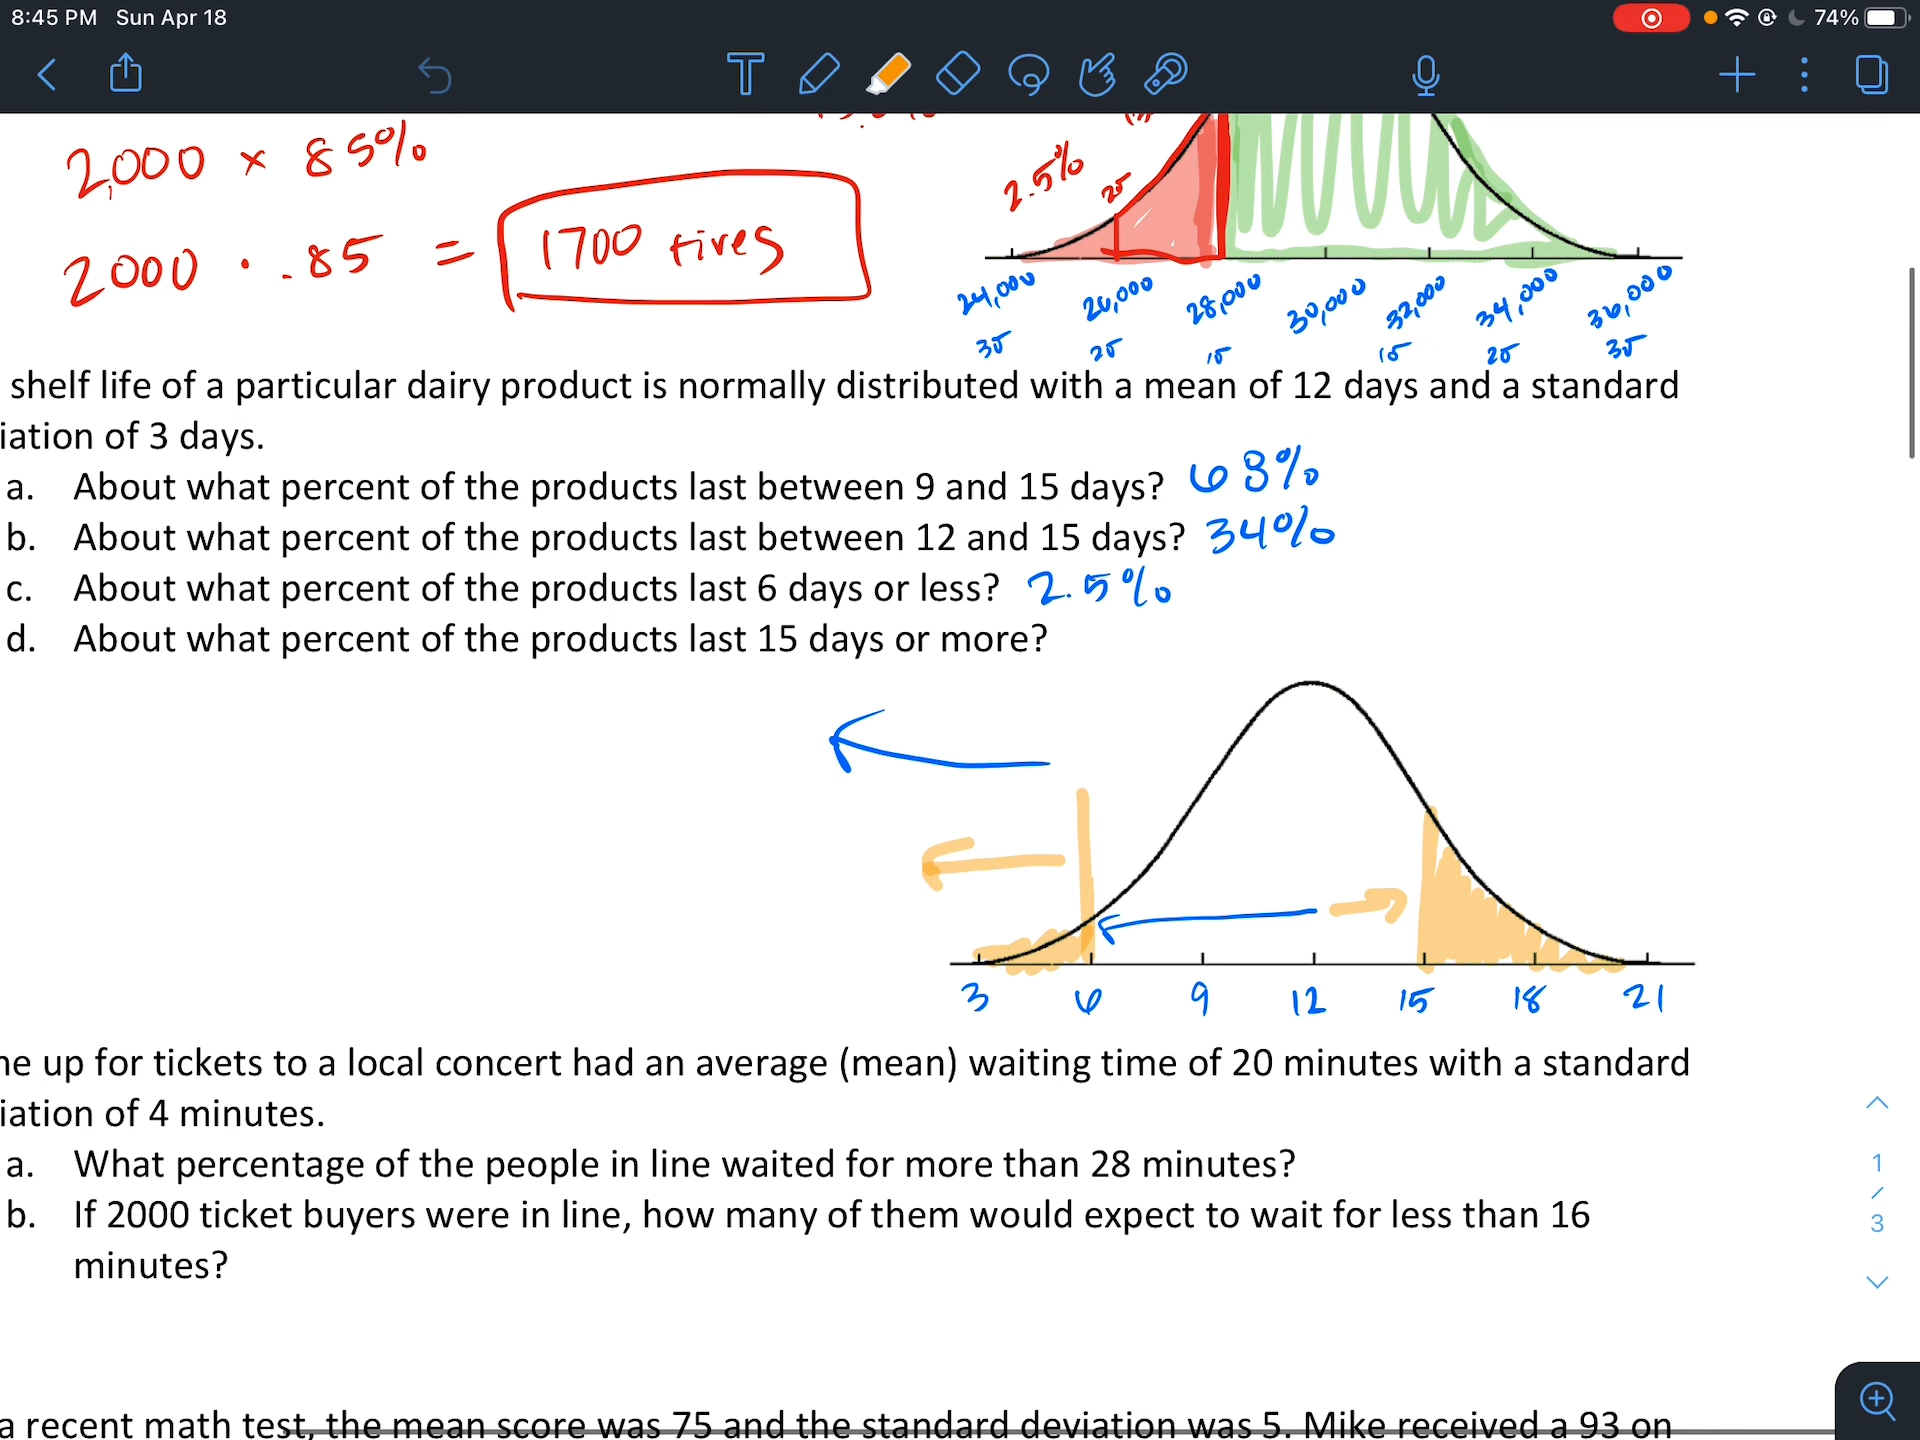 8:45 PM Sun Apr 18
74%
2,000 x 85%
2000 · .85 = 1700 tires
2.5%
2σ
24,000 26,000 28,000 30,000 32,000 34,000 36,000
3σ 2σ 1σ 1σ 2σ 3σ
shelf life of a particular dairy product is normally distributed with a mean of 12 days and a standard
iation of 3 days.
a. About what percent of the products last between 9 and 15 days? 68%
b. About what percent of the products last between 12 and 15 days? 34%
c. About what percent of the products last 6 days or less? 2.5%
d. About what percent of the products last 15 days or more?
3 6 9 12 15 18 21
ne up for tickets to a local concert had an average (mean) waiting time of 20 minutes with a standard
iation of 4 minutes.
a. What percentage of the people in line waited for more than 28 minutes?
b. If 2000 ticket buyers were in line, how many of them would expect to wait for less than 16
minutes?
1
/
3
a recent math test, the mean score was 75 and the standard deviation was 5. Mike received a 93 on